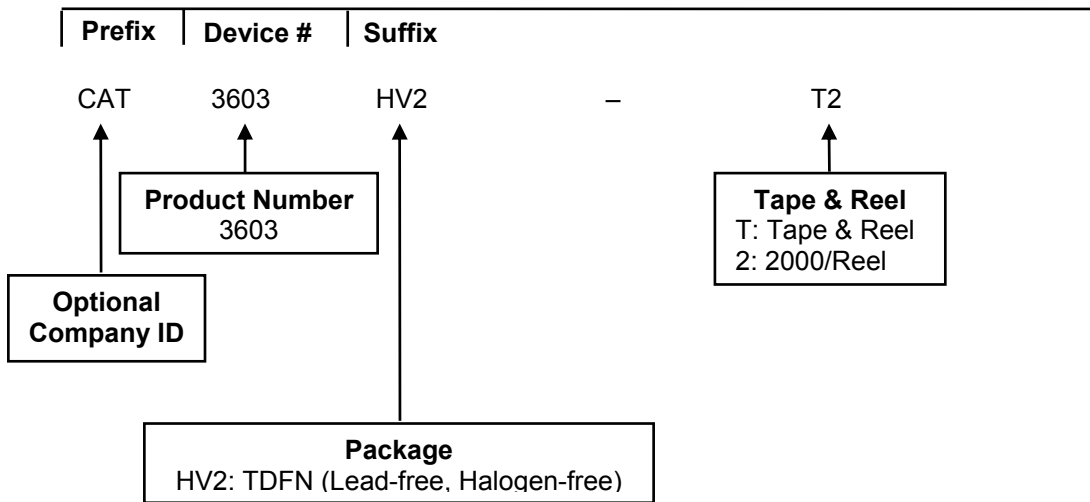 Prefix Device # Suffix
CAT 3603 HV2 – T2
Product Number
3603
Tape & Reel
T: Tape & Reel
2: 2000/Reel
Optional
Company ID
Package
HV2: TDFN (Lead-free, Halogen-free)